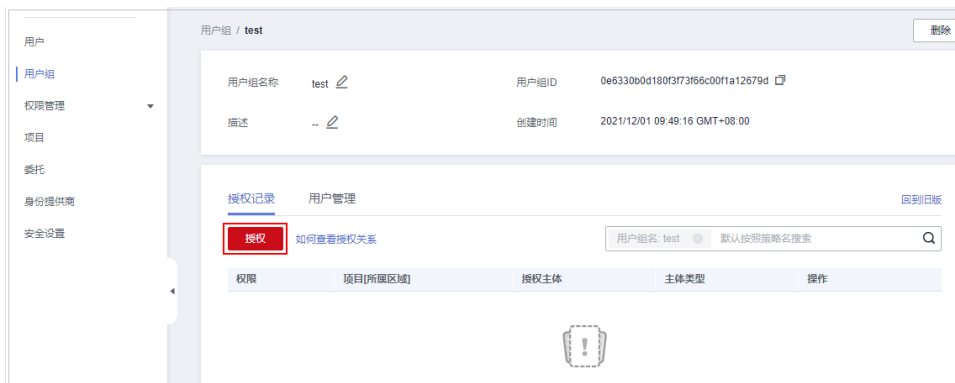 用户
用户组
权限管理
项目
委托
身份提供商
安全设置
用户组 / test
删除
用户组名称 test
用户组ID 0e6330b0d180f3f73f66c00f1a12679d
描述 --
创建时间 2021/12/01 09:49:16 GMT+08:00
授权记录 用户管理 回到旧版
授权 如何查看授权关系 用户组名: test 默认按照策略名搜索
权限 项目[所属区域] 授权主体 主体类型 操作